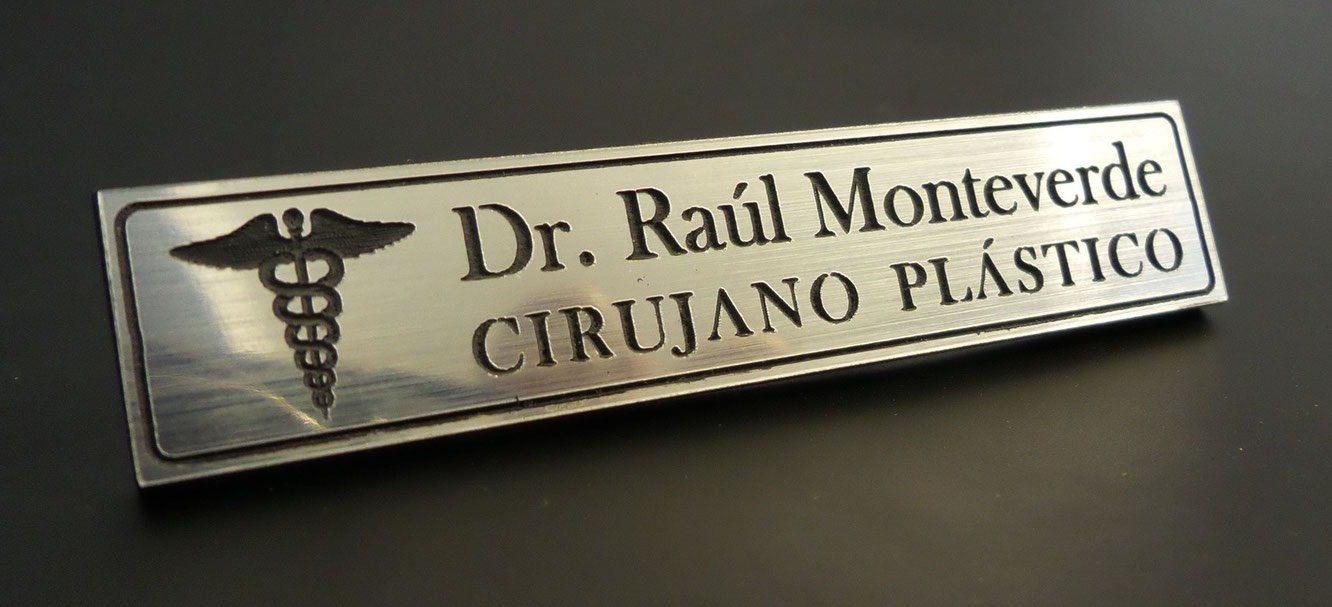 Dr. Raúl Monteverde
CIRUJANO PLÁSTICO